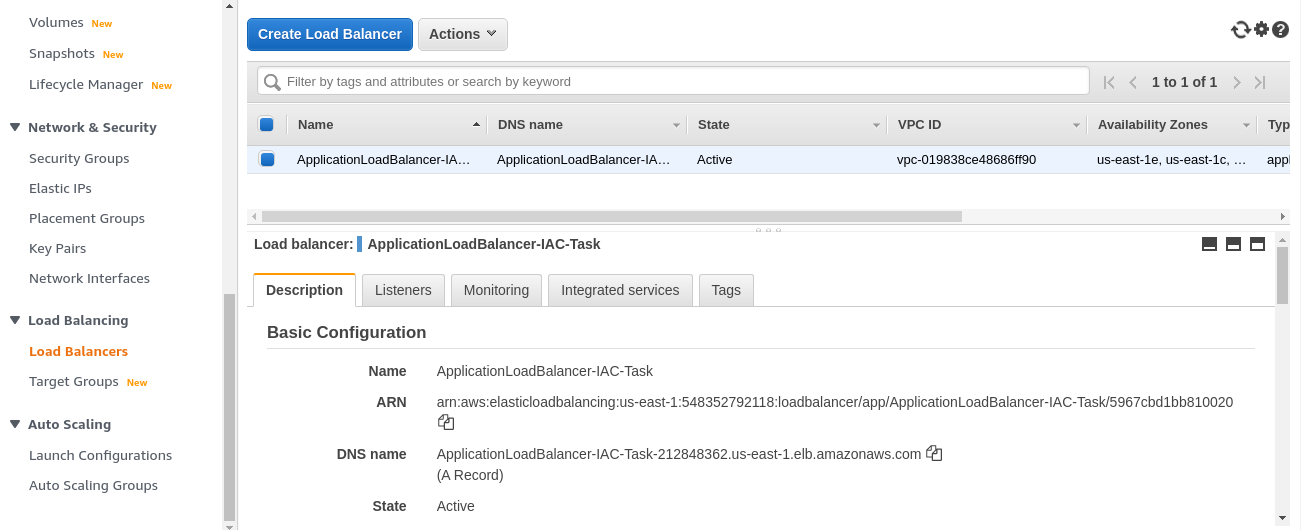 Volumes New
Snapshots New
Lifecycle Manager New
Network & Security
Security Groups
Elastic IPs
Placement Groups
Key Pairs
Network Interfaces
Load Balancing
Load Balancers
Target Groups New
Auto Scaling
Launch Configurations
Auto Scaling Groups
Create Load Balancer Actions
Filter by tags and attributes or search by keyword 1 to 1 of 1
Name DNS name State VPC ID Availability Zones Typ
ApplicationLoadBalancer-IA… ApplicationLoadBalancer-IA… Active vpc-019838ce48686ff90 us-east-1e, us-east-1c, … appl
Load balancer: ApplicationLoadBalancer-IAC-Task
Description Listeners Monitoring Integrated services Tags
Basic Configuration
Name ApplicationLoadBalancer-IAC-Task
ARN arn:aws:elasticloadbalancing:us-east-1:548352792118:loadbalancer/app/ApplicationLoadBalancer-IAC-Task/5967cbd1bb810020
DNS name ApplicationLoadBalancer-IAC-Task-212848362.us-east-1.elb.amazonaws.com
(A Record)
State Active